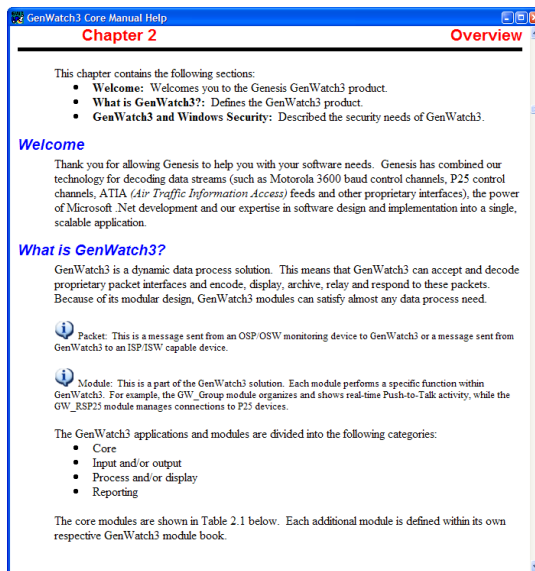 GenWatch3 Core Manual Help
Chapter 2 Overview
This chapter contains the following sections:
• Welcome: Welcomes you to the Genesis GenWatch3 product.
• What is GenWatch3?: Defines the GenWatch3 product.
• GenWatch3 and Windows Security: Described the security needs of GenWatch3.
Welcome
Thank you for allowing Genesis to help you with your software needs. Genesis has combined our
technology for decoding data streams (such as Motorola 3600 baud control channels, P25 control
channels, ATIA (Air Traffic Information Access) feeds and other proprietary interfaces), the power
of Microsoft .Net development and our expertise in software design and implementation into a single,
scalable application.
What is GenWatch3?
GenWatch3 is a dynamic data process solution. This means that GenWatch3 can accept and decode
proprietary packet interfaces and encode, display, archive, relay and respond to these packets.
Because of its modular design, GenWatch3 modules can satisfy almost any data process need.
Packet: This is a message sent from an OSP/OSW monitoring device to GenWatch3 or a message sent from
GenWatch3 to an ISP/ISW capable device.
Module: This is a part of the GenWatch3 solution. Each module performs a specific function within
GenWatch3. For example, the GW_Group module organizes and shows real-time Push-to-Talk activity, while the
GW_RSP25 module manages connections to P25 devices.
The GenWatch3 applications and modules are divided into the following categories:
• Core
• Input and/or output
• Process and/or display
• Reporting
The core modules are shown in Table 2.1 below. Each additional module is defined within its own
respective GenWatch3 module book.